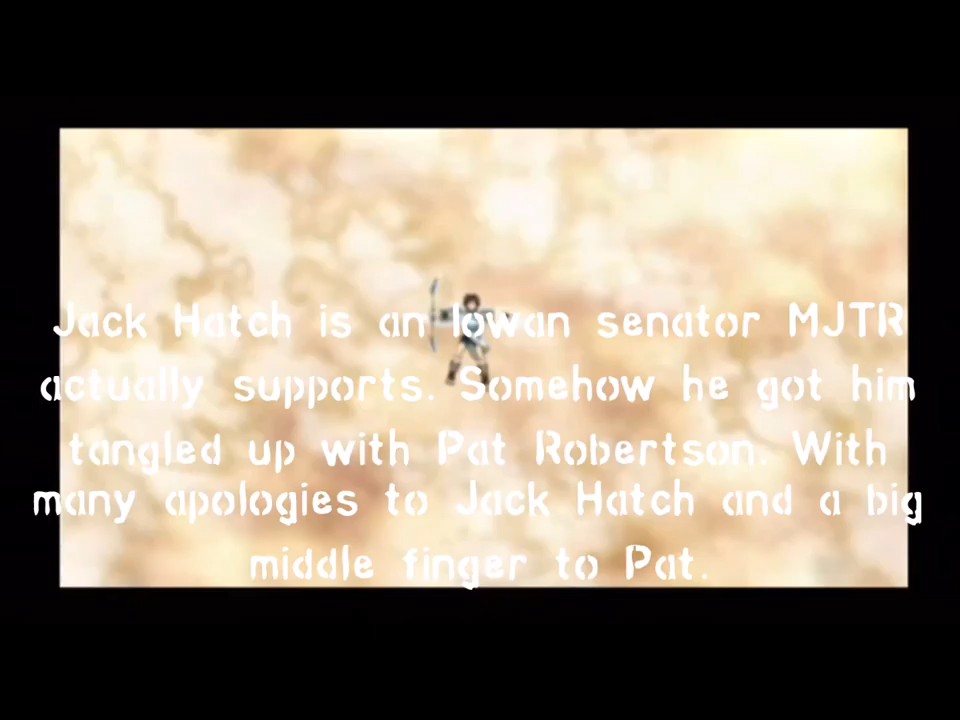 Jack Hatch is an Iowan senator MJTR
actually supports. Somehow he got him
tangled up with Pat Robertson. With
many apologies to Jack Hatch and a big
middle finger to Pat.